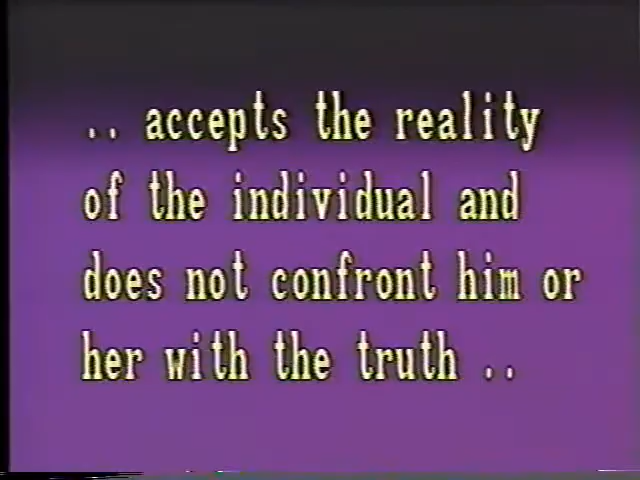 .. accepts the reality
of the individual and
does not confront him or
her with the truth ..